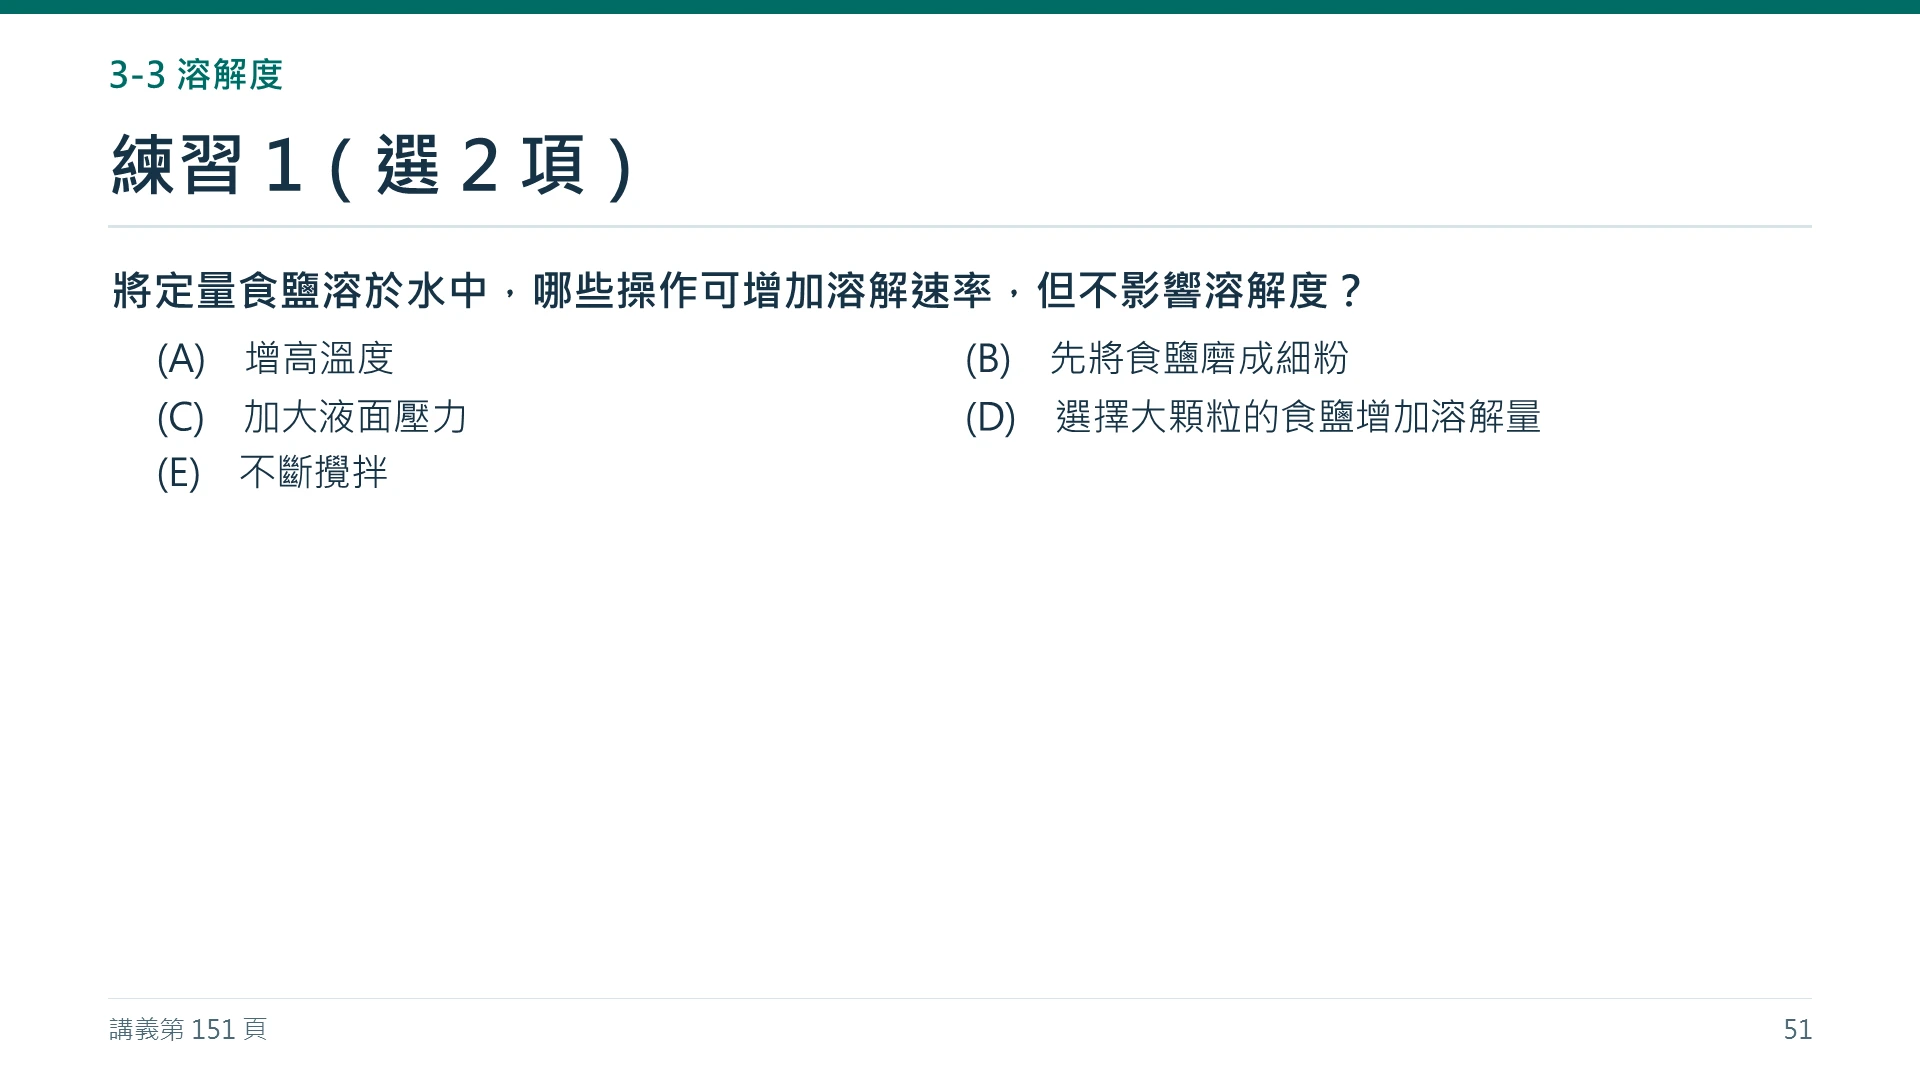 3-3 溶解度
練習 1（選 2 項）
將定量食鹽溶於水中，哪些操作可增加溶解速率，但不影響溶解度？
(A) 增高溫度
(B) 先將食鹽磨成細粉
(C) 加大液面壓力
(D) 選擇大顆粒的食鹽增加溶解量
(E) 不斷攪拌
講義第 151 頁
51